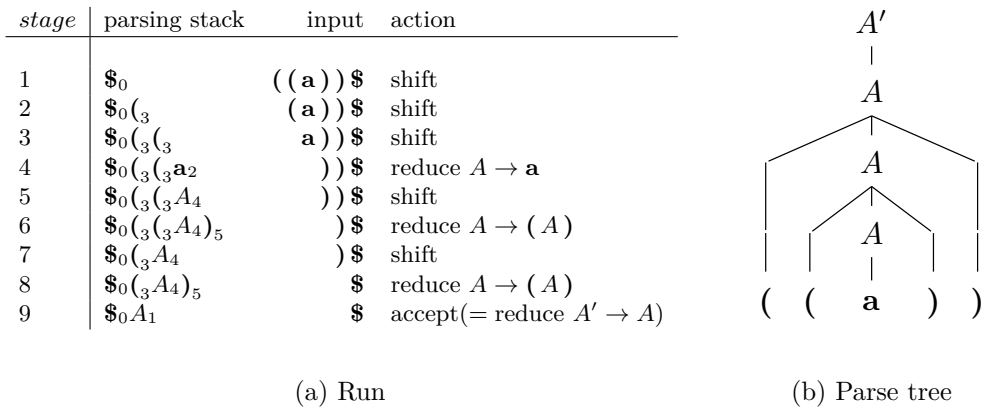 stage parsing stack input action
1 $₀ ( ( a ) ) $ shift
2 $₀(₃ ( a ) ) $ shift
3 $₀(₃(₃ a ) ) $ shift
4 $₀(₃(₃a₂ ) ) $ reduce A → a
5 $₀(₃(₃A₄ ) ) $ shift
6 $₀(₃(₃A₄)₅ ) $ reduce A → ( A )
7 $₀(₃A₄ ) $ shift
8 $₀(₃A₄)₅ $ reduce A → ( A )
9 $₀A₁ $ accept(= reduce A′ → A)
(a) Run
A′
A
A
A
( ( a ) )
(b) Parse tree